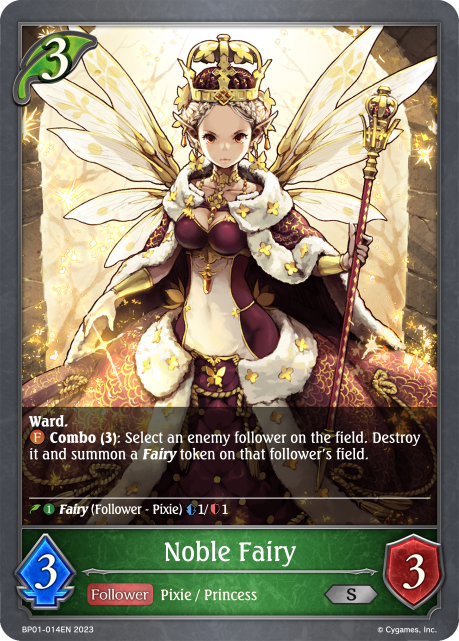 3
Ward.
F Combo (3): Select an enemy follower on the field. Destroy
it and summon a Fairy token on that follower's field.
1 Fairy (Follower - Pixie) 1/ 1
Noble Fairy
3 Follower Pixie / Princess S 3
BP01-014EN 2023 © Cygames, Inc.